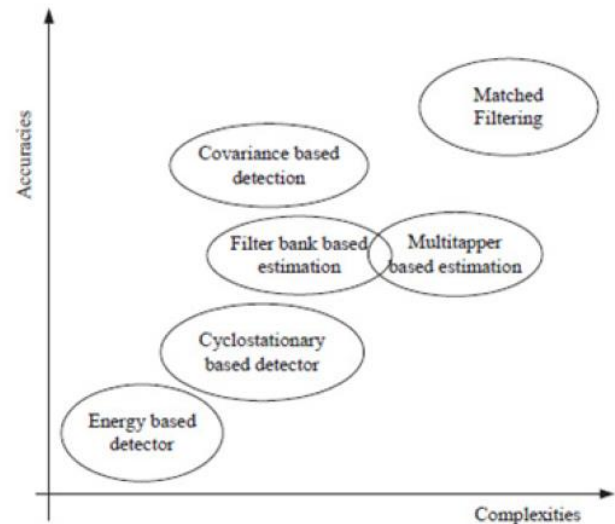 Accuracies
Matched
Filtering
Covariance based
detection
Filter bank based
estimation
Multitapper
based estimation
Cyclostationary
based detector
Energy based
detector
Complexities